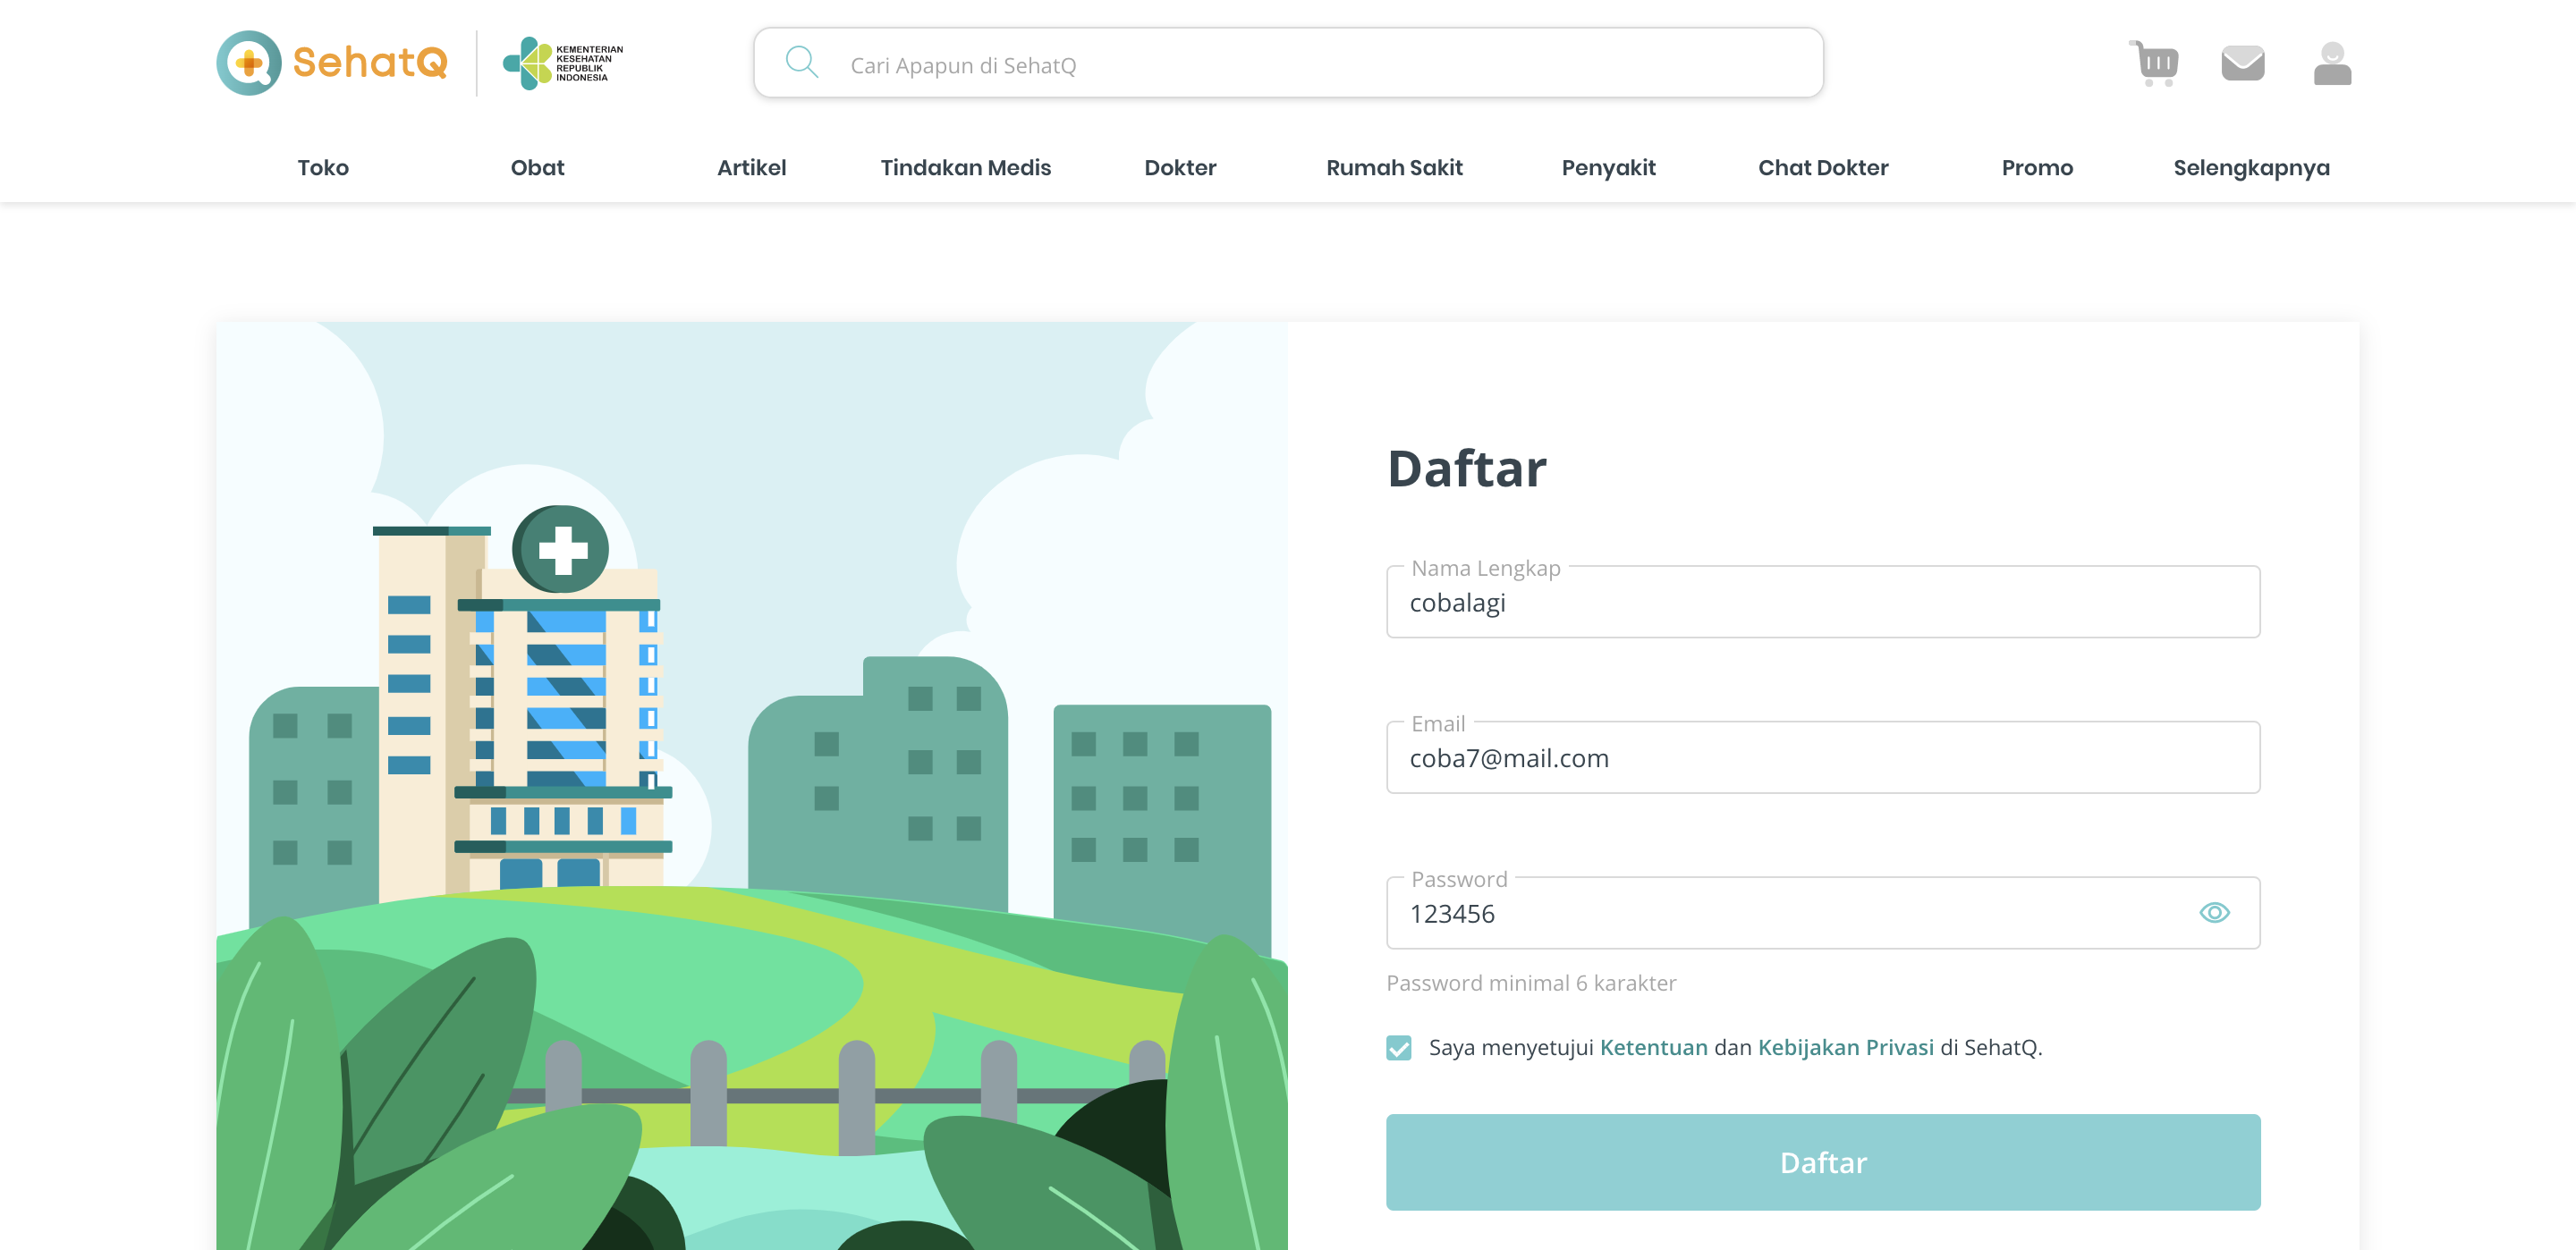 SehatQ
KEMENTERIAN
KESEHATAN
REPUBLIK
INDONESIA
Cari Apapun di SehatQ
Toko Obat Artikel Tindakan Medis Dokter Rumah Sakit Penyakit Chat Dokter Promo Selengkapnya
Daftar
Nama Lengkap
cobalagi
Email
coba7@mail.com
Password
123456
Password minimal 6 karakter
Saya menyetujui Ketentuan dan Kebijakan Privasi di SehatQ.
Daftar